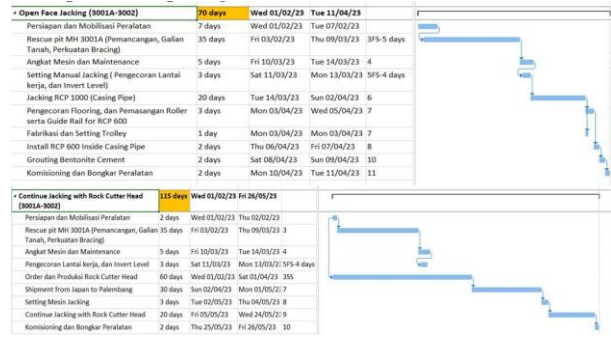 Open Face Jacking (3001A-3002) 70 days Wed 01/02/23 Tue 11/04/23
Persiapan dan Mobilisasi Peralatan 7 days Wed 01/02/23 Tue 07/02/23
Rescue pit MH 3001A (Pemancangan, Galian 35 days Fri 03/02/23 Thu 09/03/23 3FS-5 days
Tanah, Perkuatan Bracing)
Angkat Mesin dan Maintenance 5 days Fri 10/03/23 Tue 14/03/23 4
Setting Manual Jacking ( Pengecoran Lantai 3 days Sat 11/03/23 Mon 13/03/23 5FS-4 days
kerja, dan Invert Level)
Jacking RCP 1000 (Casing Pipe) 20 days Tue 14/03/23 Sun 02/04/23 6
Pengecoran Flooring, dan Pemasangan Roller 3 days Mon 03/04/23 Wed 05/04/23 7
serta Guide Rail for RCP 600
Fabrikasi dan Setting Trolley 1 day Mon 03/04/23 Mon 03/04/23 7
Install RCP 600 Inside Casing Pipe 2 days Thu 06/04/23 Fri 07/04/23 8
Grouting Bentonite Cement 2 days Sat 08/04/23 Sun 09/04/23 10
Komisioning dan Bongkar Peralatan 2 days Mon 10/04/23 Tue 11/04/23 11
Continue Jacking with Rock Cutter Head 115 days Wed 01/02/23 Fri 26/05/23
(3001A-3002)
Persiapan dan Mobilisasi Peralatan 2 days Wed 01/02/23 Thu 02/02/23
Rescue pit MH 3001A (Pemancangan, Galian 35 days Fri 03/02/23 Thu 09/03/23 3
Tanah, Perkuatan Bracing)
Angkat Mesin dan Maintenance 5 days Fri 10/03/23 Tue 14/03/23 4
Pengecoran Lantai kerja, dan Invert Level 3 days Sat 11/03/23 Mon 13/03/2 5FS-4 days
Order dan Produksi Rock Cutter Head 60 days Wed 01/02/23 Sat 01/04/23 3SS
Shipment from Japan to Palembang 30 days Sun 02/04/23 Mon 01/05/2 7
Setting Mesin Jacking 3 days Tue 02/05/23 Thu 04/05/23 8
Continue Jacking with Rock Cutter Head 20 days Fri 05/05/23 Wed 24/05/2 9
Komisioning dan Bongkar Peralatan 2 days Thu 25/05/23 Fri 26/05/23 10